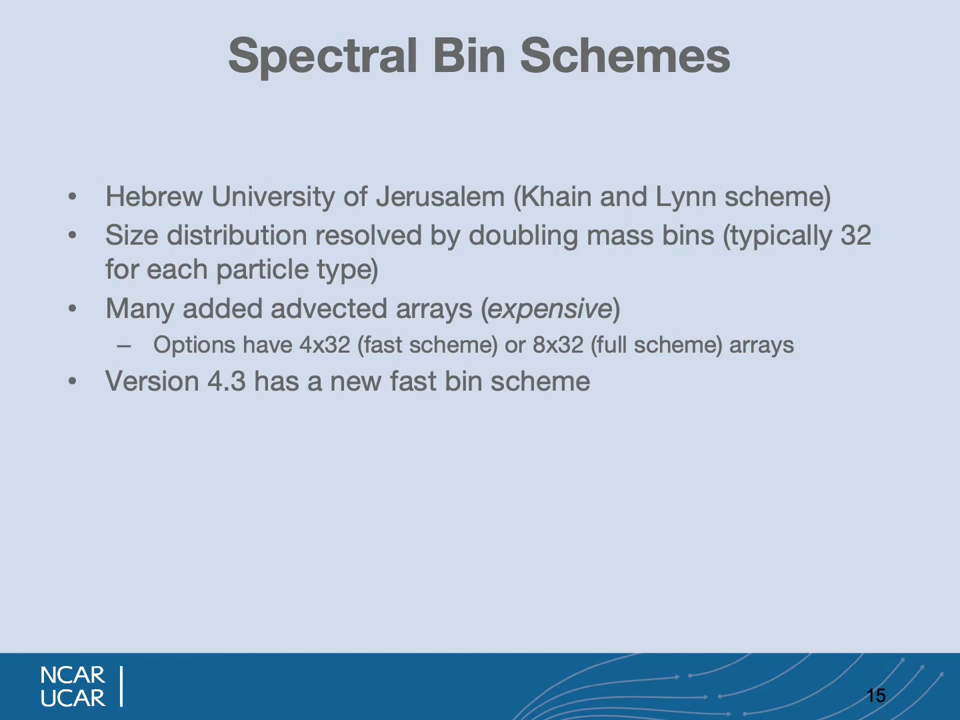 Spectral Bin Schemes
• Hebrew University of Jerusalem (Khain and Lynn scheme)
• Size distribution resolved by doubling mass bins (typically 32
for each particle type)
• Many added advected arrays (expensive)
– Options have 4x32 (fast scheme) or 8x32 (full scheme) arrays
• Version 4.3 has a new fast bin scheme
NCAR
UCAR
15